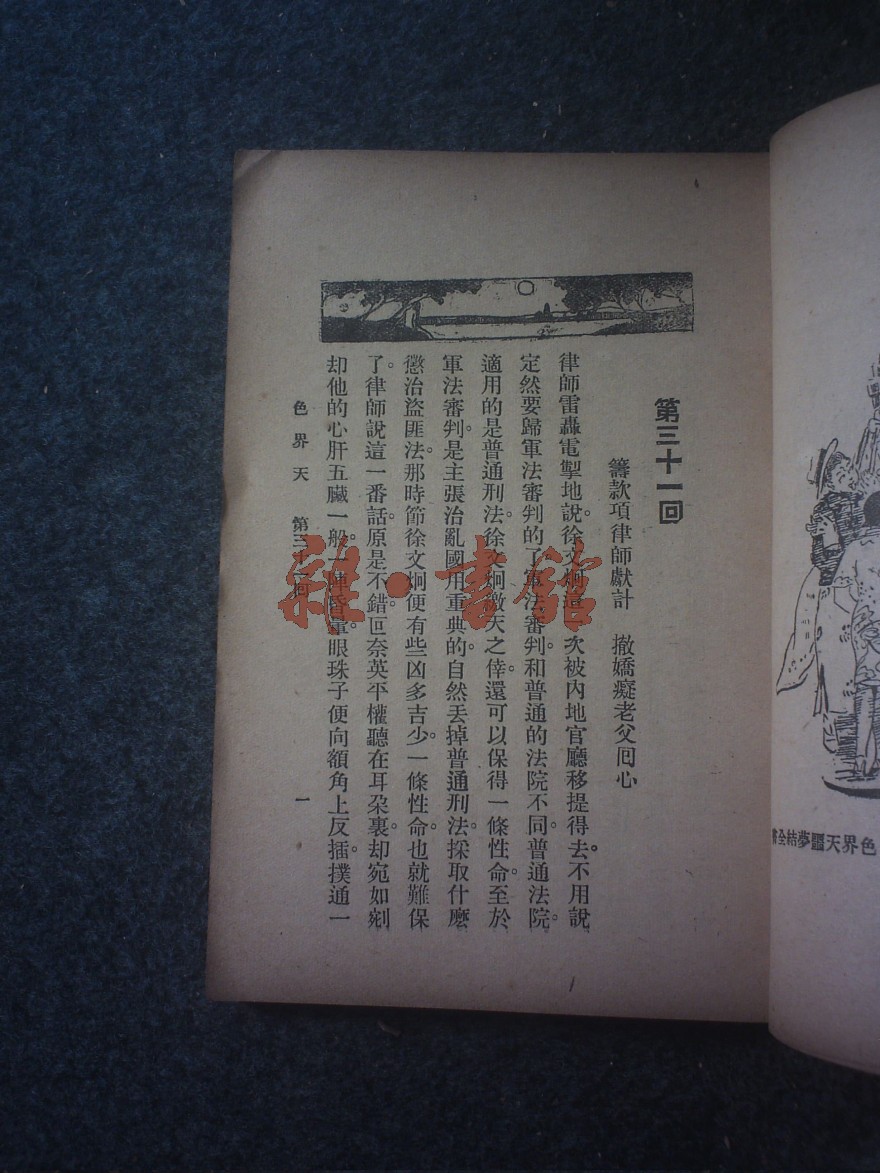 第三十一回
籌款項律師獻計　撤嬌癡老父囘心
律師雷轟電掣地說。徐文炯這一次被內地官廳移提得去。不用說
定然要歸軍法審判的了。軍法審判。和普通的法院不同。普通法院。
適用的是普通刑法。徐文炯徼天之倖。還可以保得一條性命。至於
軍法審判。是主張治亂國用重典的。自然丟掉普通刑法。採取什麽
懲治盜匪法。那時節徐文炯便有些凶多吉少。一條性命。也就難保
了。律師說這一番話。原是不錯。叵奈英平權聽在耳朶裏。却宛如剜
却他的心肝五臟一般。一陣昏暈。眼珠子便向額角上反插。撲通一
色界天　第三十一囘　一
雜·書館
色界天噩夢結全書